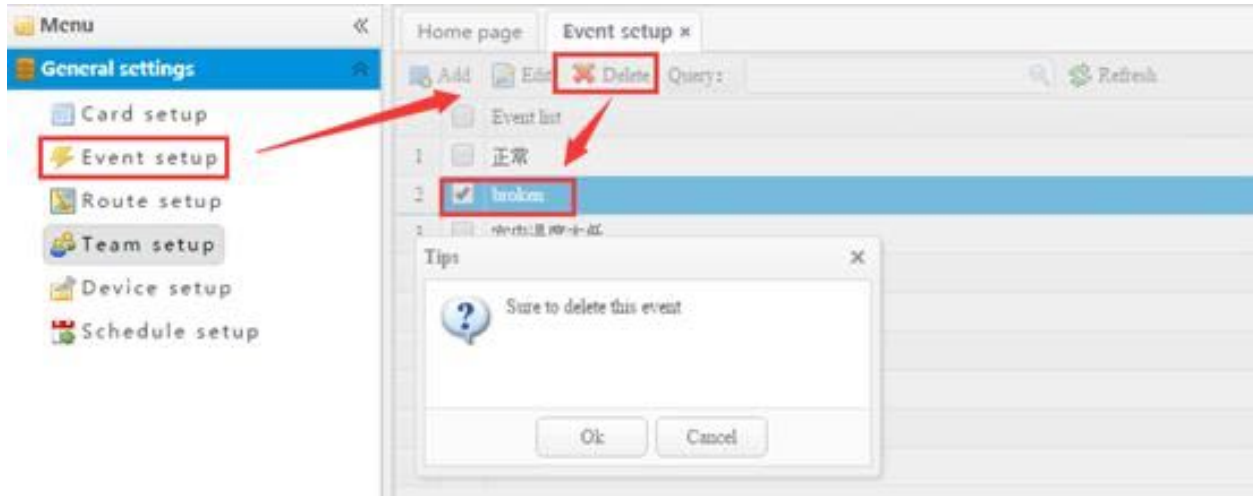 Menu
General settings
Card setup
Event setup
Route setup
Team setup
Device setup
Schedule setup
Home page Event setup ×
Add Edit Delete Query: Refresh
Event list
1 正常
2 broken
Tips
Sure to delete this event
Ok Cancel